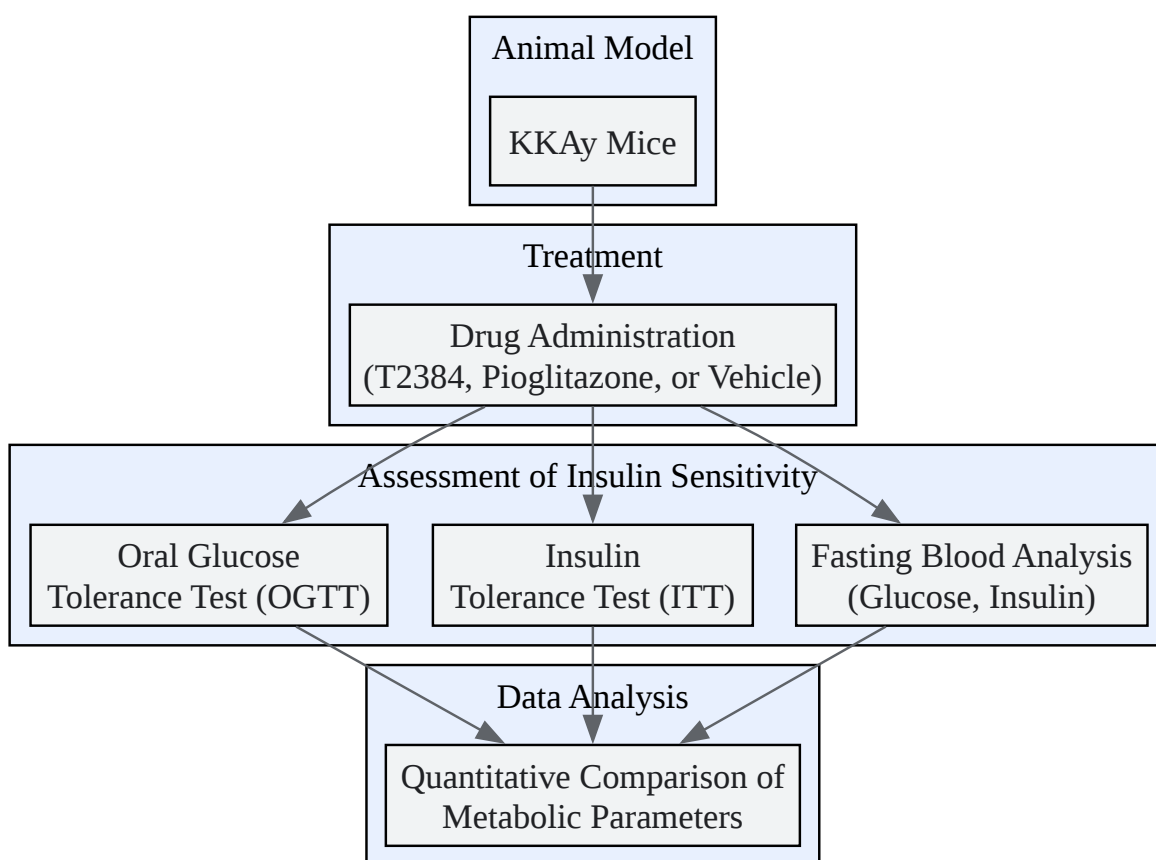 Animal Model
KKAy Mice
Treatment
Drug Administration
(T2384, Pioglitazone, or Vehicle)
Assessment of Insulin Sensitivity
Oral Glucose
Tolerance Test (OGTT)
Insulin
Tolerance Test (ITT)
Fasting Blood Analysis
(Glucose, Insulin)
Data Analysis
Quantitative Comparison of
Metabolic Parameters